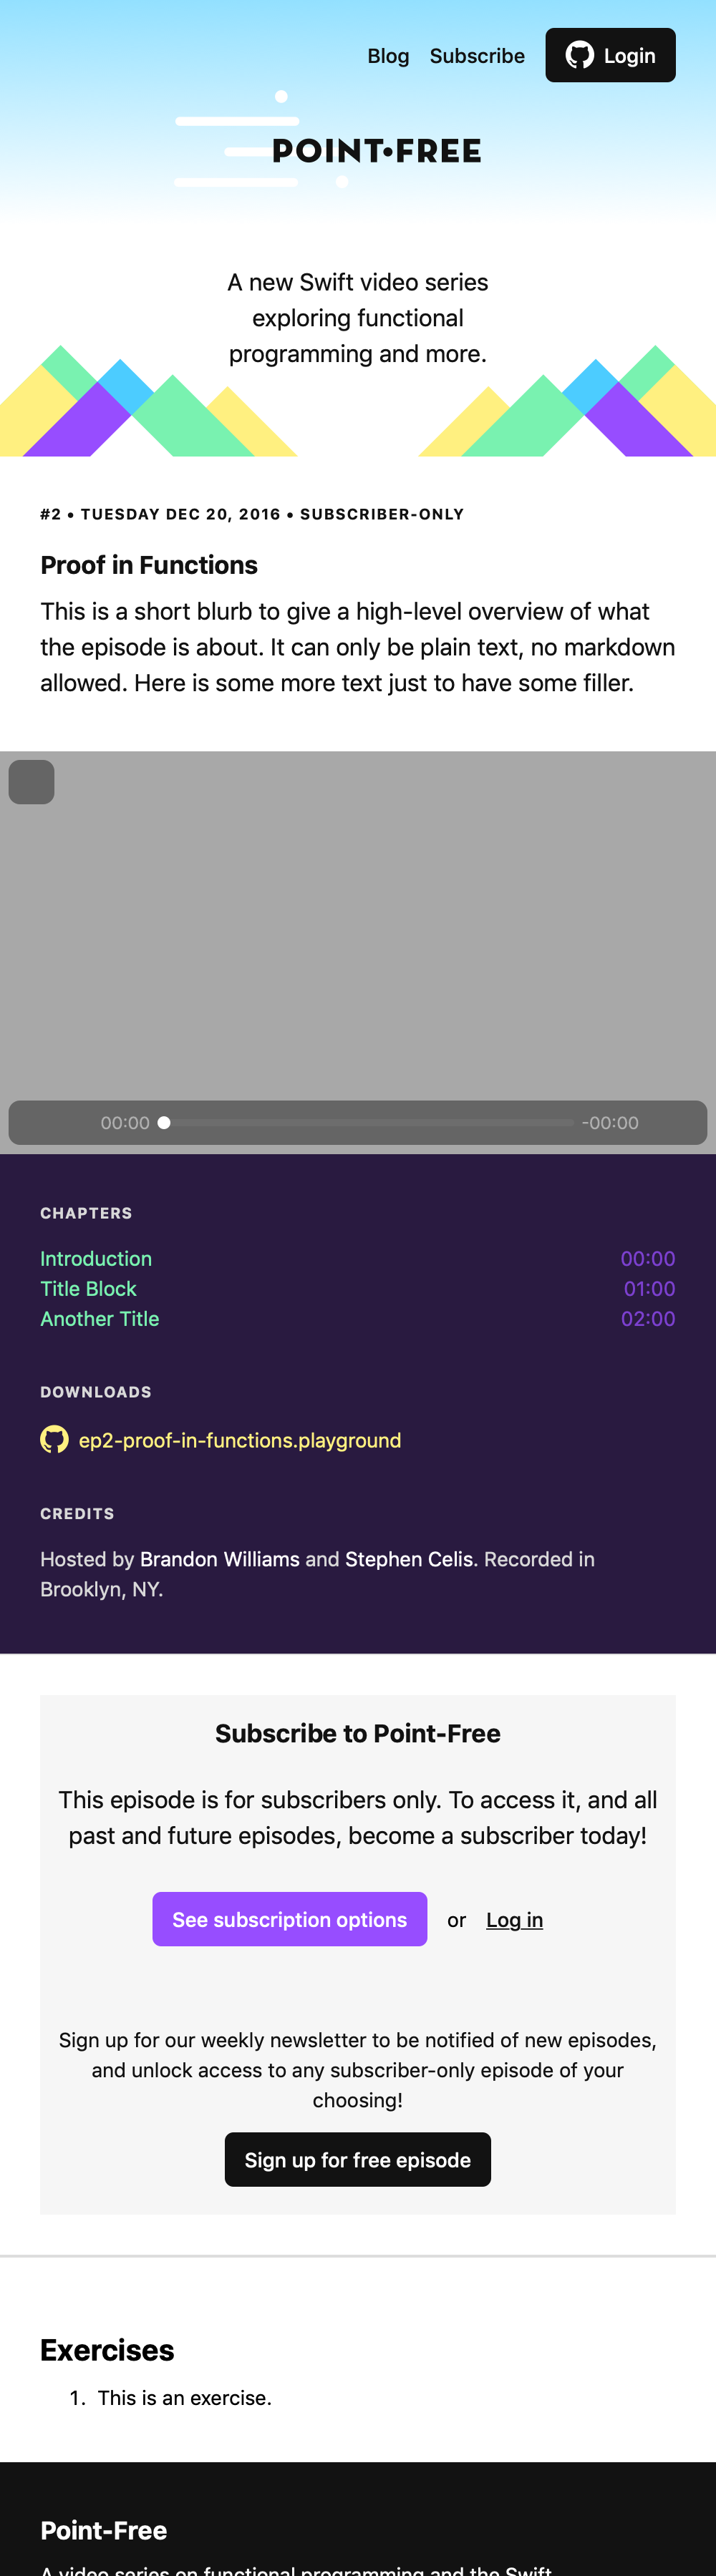 Blog Subscribe Login
POINT•FREE
A new Swift video series
exploring functional
programming and more.
#2 • TUESDAY DEC 20, 2016 • SUBSCRIBER-ONLY
Proof in Functions
This is a short blurb to give a high-level overview of what
the episode is about. It can only be plain text, no markdown
allowed. Here is some more text just to have some filler.
00:00 -00:00
CHAPTERS
Introduction 00:00
Title Block 01:00
Another Title 02:00
DOWNLOADS
ep2-proof-in-functions.playground
CREDITS
Hosted by Brandon Williams and Stephen Celis. Recorded in
Brooklyn, NY.
Subscribe to Point-Free
This episode is for subscribers only. To access it, and all
past and future episodes, become a subscriber today!
See subscription options or Log in
Sign up for our weekly newsletter to be notified of new episodes,
and unlock access to any subscriber-only episode of your
choosing!
Sign up for free episode
Exercises
1. This is an exercise.
Point-Free
A video series on functional programming and the Swift